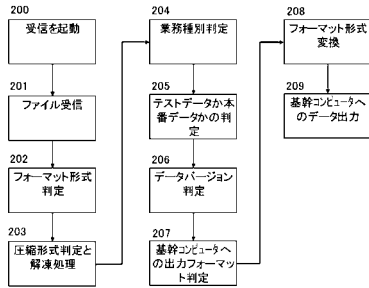 200
受信を起動
201
ファイル受信
202
フォーマット形式
判定
203
圧縮形式判定と
解凍処理
204
業務種別判定
205
テストデータか本
番データかの判
定
206
データバージョン
判定
207
基幹コンピュータへ
の出力フォーマッ
ト判定
208
フォーマット形式
変換
209
基幹コンピュータへ
のデータ出力